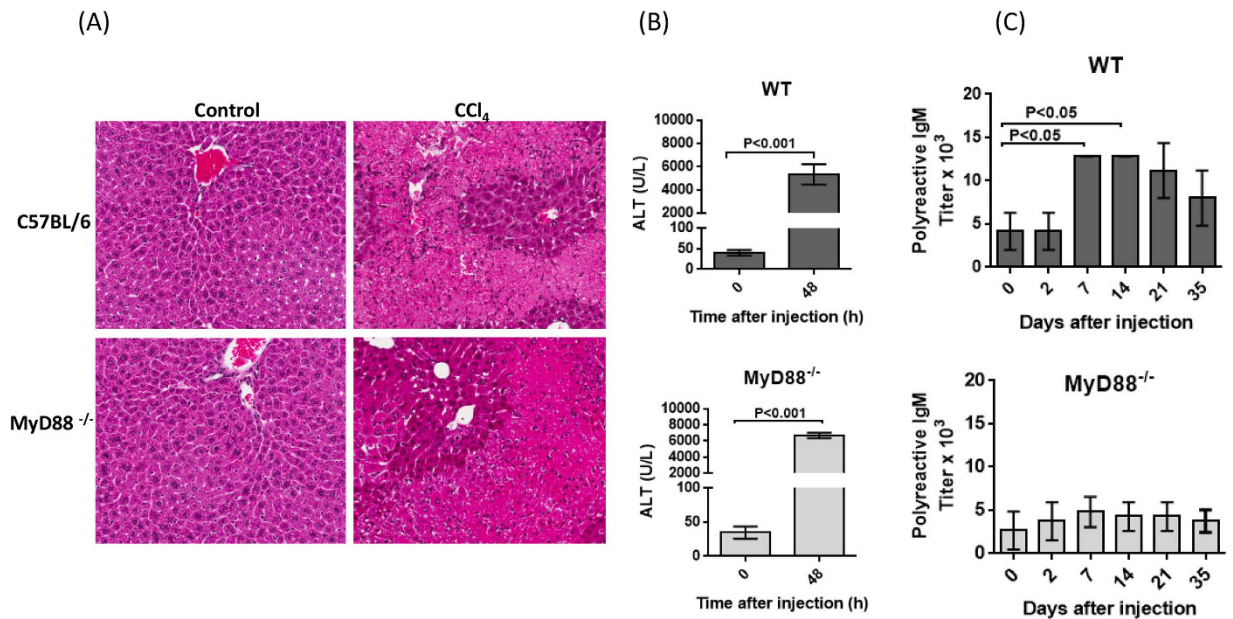 (A)
Control
CCl₄
C57BL/6
MyD88 -/-
(B)
WT
ALT (U/L)
10000
8000
6000
4000
2000
100
50
0
P<0.001
0
48
Time after injection (h)
MyD88-/-
ALT (U/L)
10000
8000
6000
4000
2000
100
50
0
P<0.001
0
48
Time after injection (h)
(C)
WT
Polyreactive IgM
Titer x 10³
20
15
10
5
0
P<0.05
P<0.05
0
2
7
14
21
35
Days after injection
MyD88-/-
Polyreactive IgM
Titer x 10³
20
15
10
5
0
0
2
7
14
21
35
Days after injection